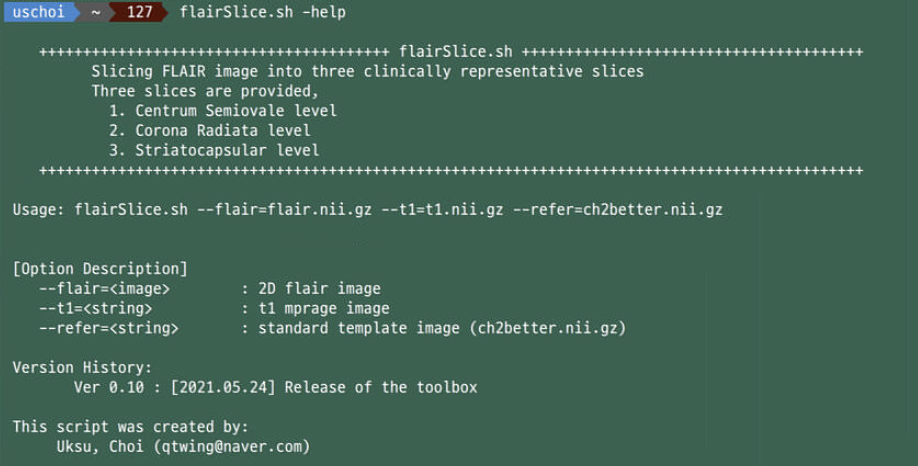 uschoi ~ 127 flairSlice.sh -help
++++++++++++++++++++++++++++++++++++++++ flairSlice.sh +++++++++++++++++++++++++++++++++++++++
Slicing FLAIR image into three clinically representative slices
Three slices are provided,
1. Centrum Semiovale level
2. Corona Radiata level
3. Striatocapsular level
++++++++++++++++++++++++++++++++++++++++++++++++++++++++++++++++++++++++++++++++++++++++++++++
Usage: flairSlice.sh --flair=flair.nii.gz --t1=t1.nii.gz --refer=ch2better.nii.gz
[Option Description]
--flair=<image> : 2D flair image
--t1=<string> : t1 mprage image
--refer=<string> : standard template image (ch2better.nii.gz)
Version History:
Ver 0.10 : [2021.05.24] Release of the toolbox
This script was created by:
Uksu, Choi (qtwing@naver.com)